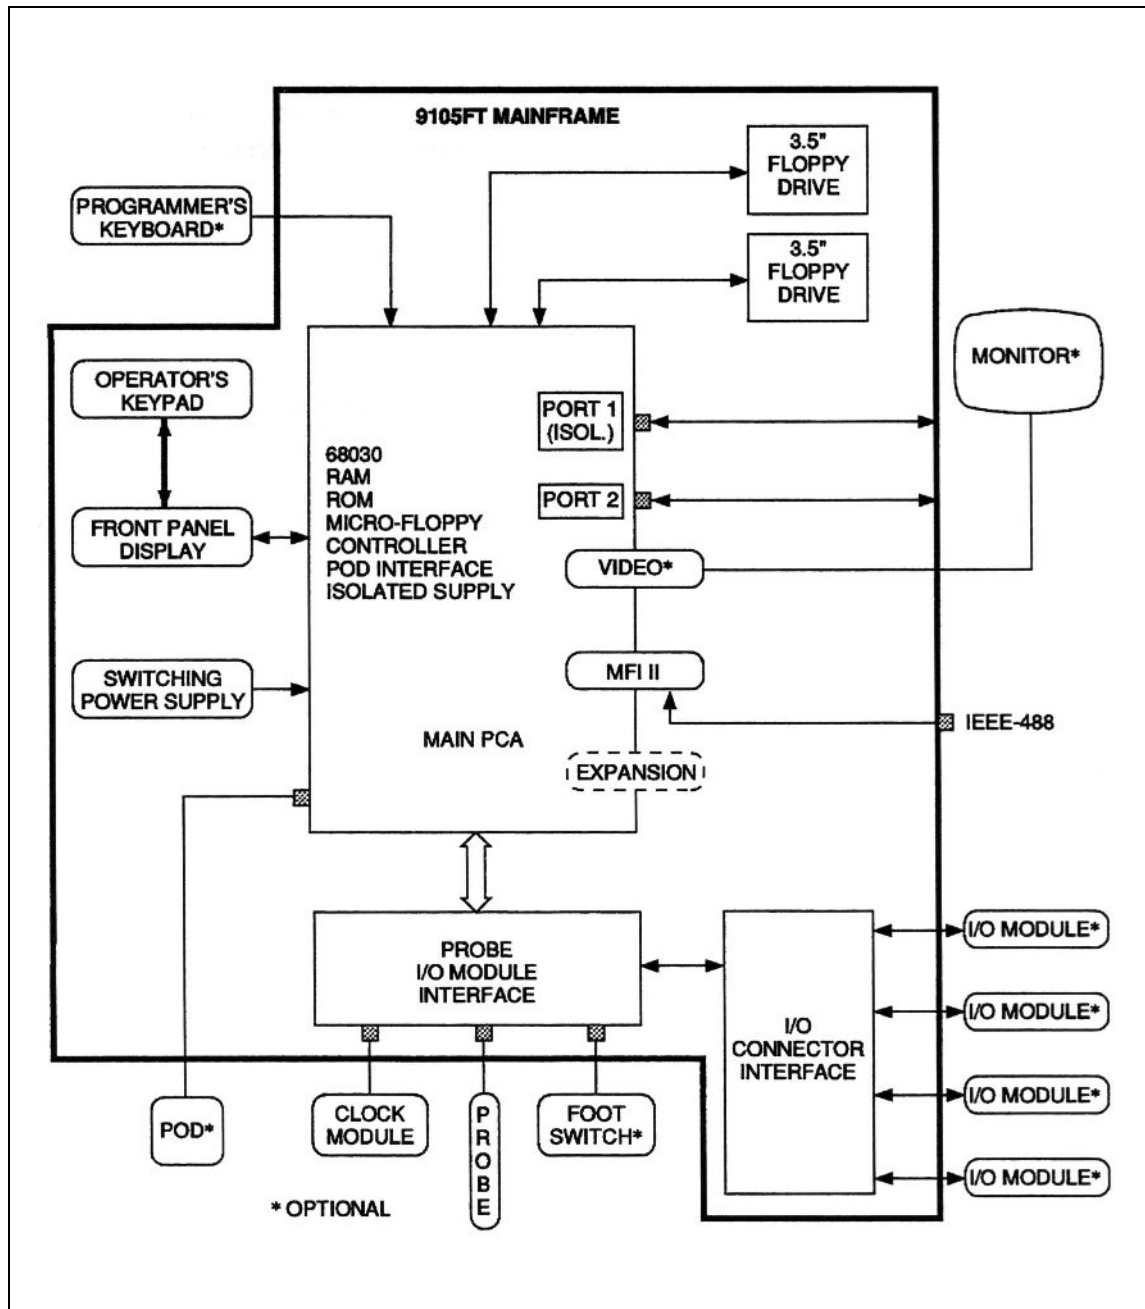 9105FT MAINFRAME
3.5"
FLOPPY
DRIVE
PROGRAMMER'S
KEYBOARD*
3.5"
FLOPPY
DRIVE
MONITOR*
OPERATOR'S
KEYPAD
PORT 1
(ISOL.)
68030
RAM
ROM
MICRO-FLOPPY
CONTROLLER
POD INTERFACE
ISOLATED SUPPLY
PORT 2
FRONT PANEL
DISPLAY
VIDEO*
SWITCHING
POWER SUPPLY
MFI II
MAIN PCA
IEEE-488
EXPANSION
PROBE
I/O MODULE
INTERFACE
I/O
CONNECTOR
INTERFACE
I/O MODULE*
I/O MODULE*
I/O MODULE*
I/O MODULE*
POD*
CLOCK
MODULE
P
R
O
B
E
FOOT
SWITCH*
* OPTIONAL